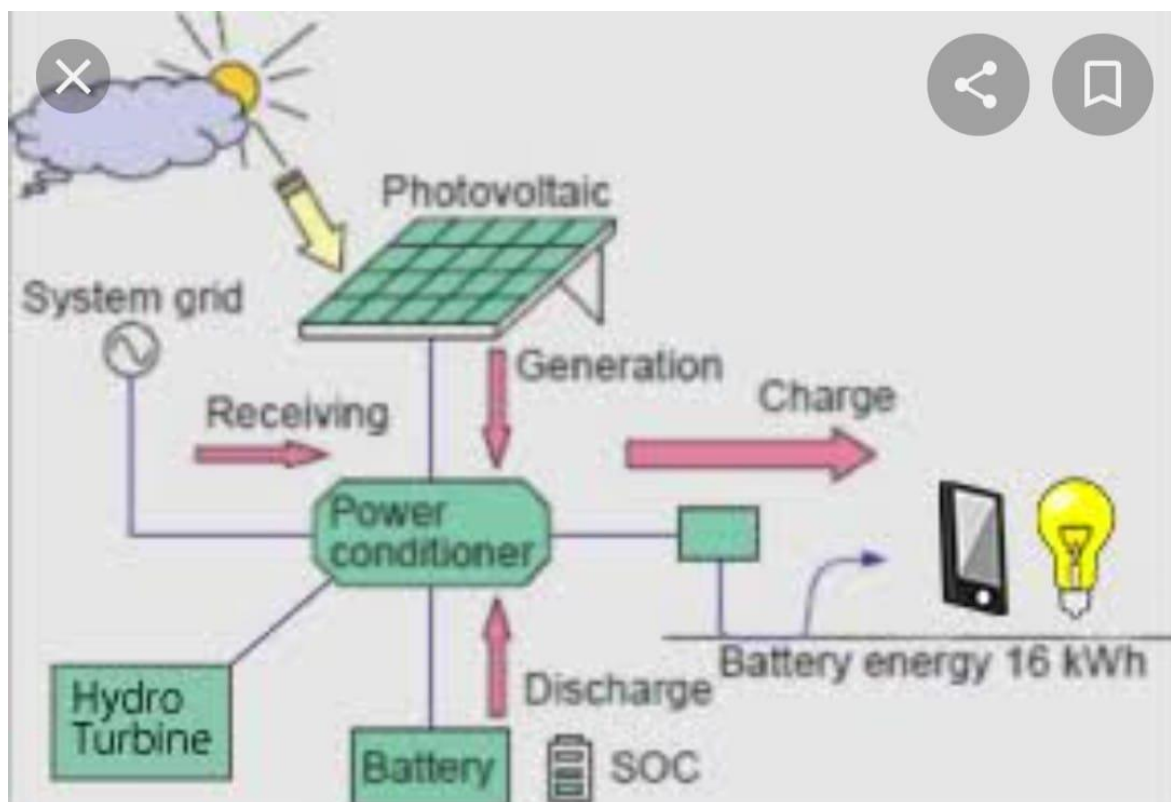 Photovoltaic
System grid
Generation
Receiving
Charge
Power
conditioner
Battery energy 16 kWh
Hydro
Turbine
Discharge
Battery
SOC